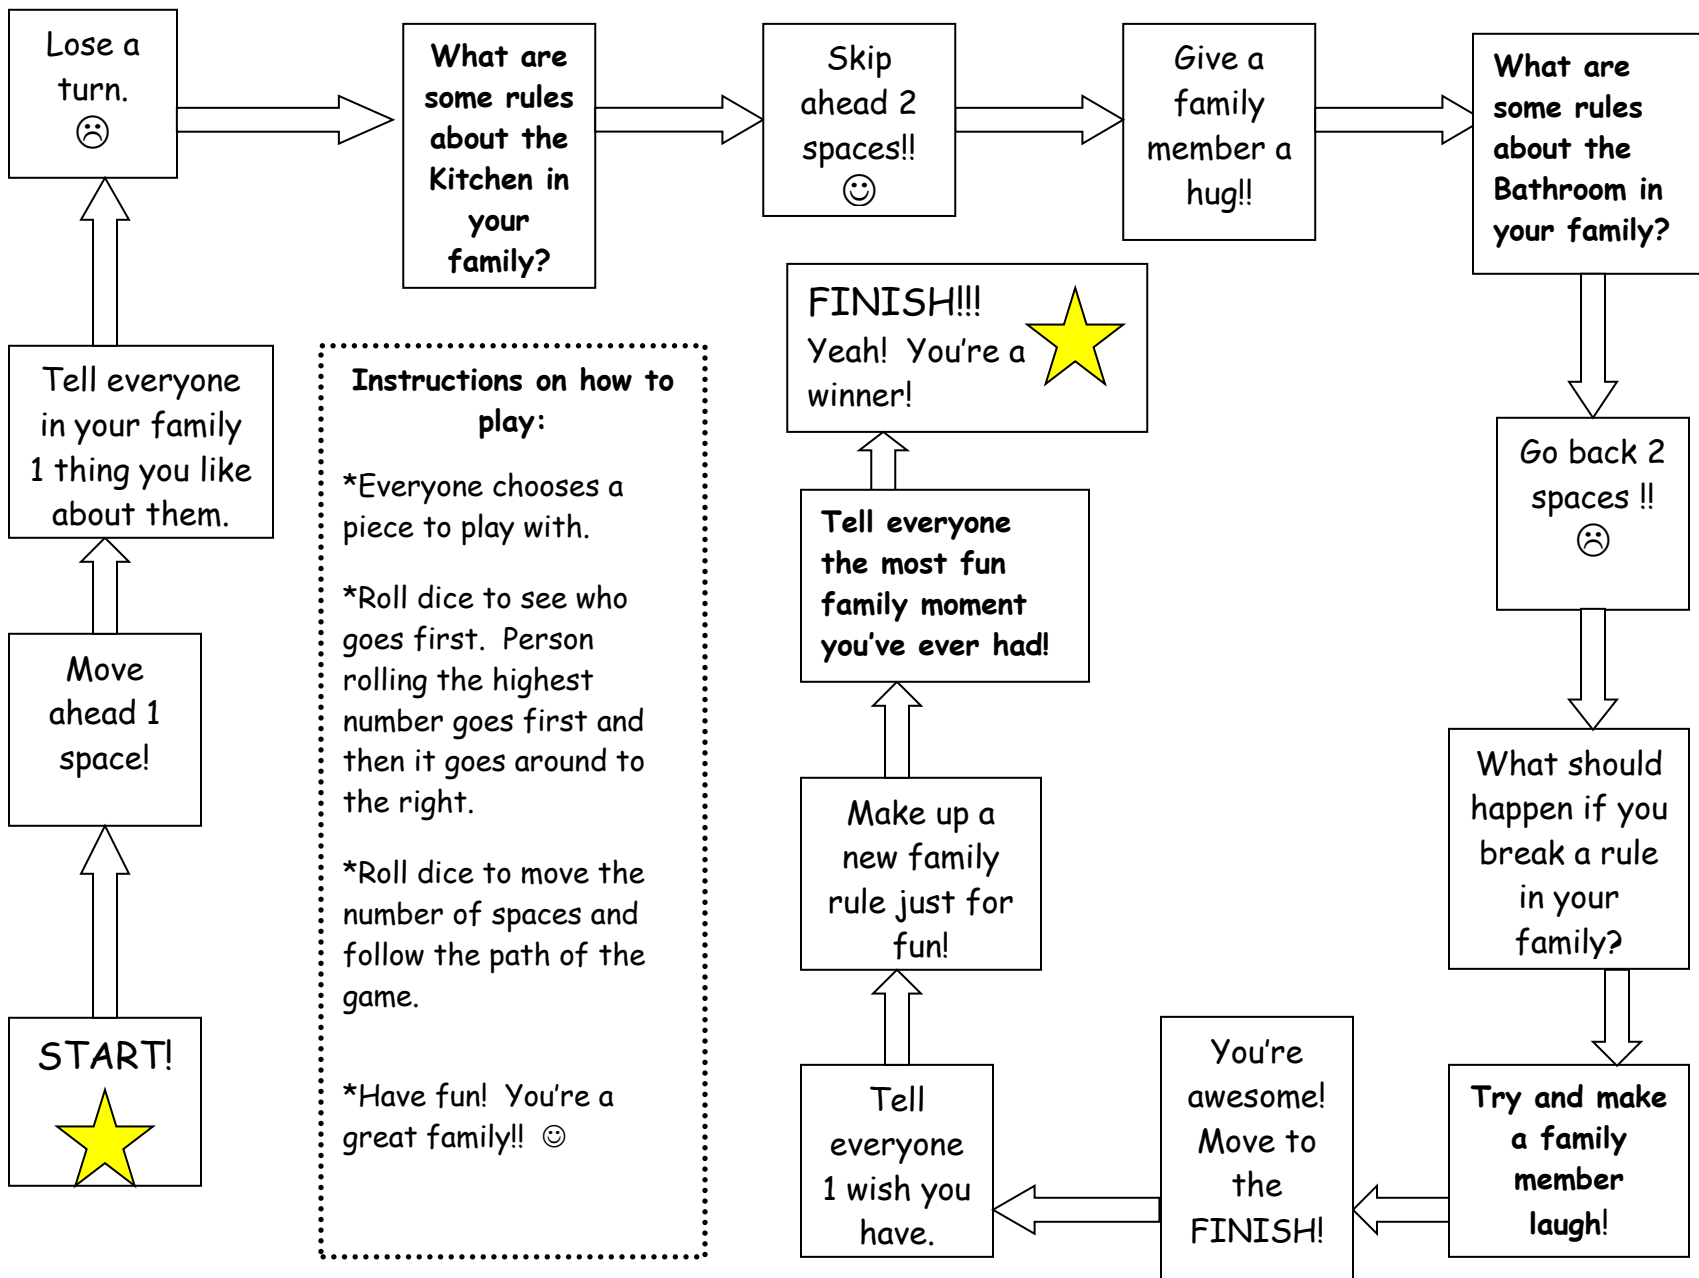 START!
Move
ahead 1
space!
Tell everyone
in your family
1 thing you like
about them.
Lose a
turn.
☹
What are
some rules
about the
Kitchen in
your
family?
Skip
ahead 2
spaces!!
☺
Give a
family
member a
hug!!
What are
some rules
about the
Bathroom in
your family?
Go back 2
spaces !!
☹
What should
happen if you
break a rule
in your
family?
Try and make
a family
member
laugh!
You're
awesome!
Move to
the
FINISH!
Tell
everyone
1 wish you
have.
Make up a
new family
rule just for
fun!
Tell everyone
the most fun
family moment
you've ever had!
FINISH!!!
Yeah!  You're a
winner!
Instructions on how to
play:
*Everyone chooses a
piece to play with.
*Roll dice to see who
goes first.  Person
rolling the highest
number goes first and
then it goes around to
the right.
*Roll dice to move the
number of spaces and
follow the path of the
game.
*Have fun!  You're a
great family!! ☺